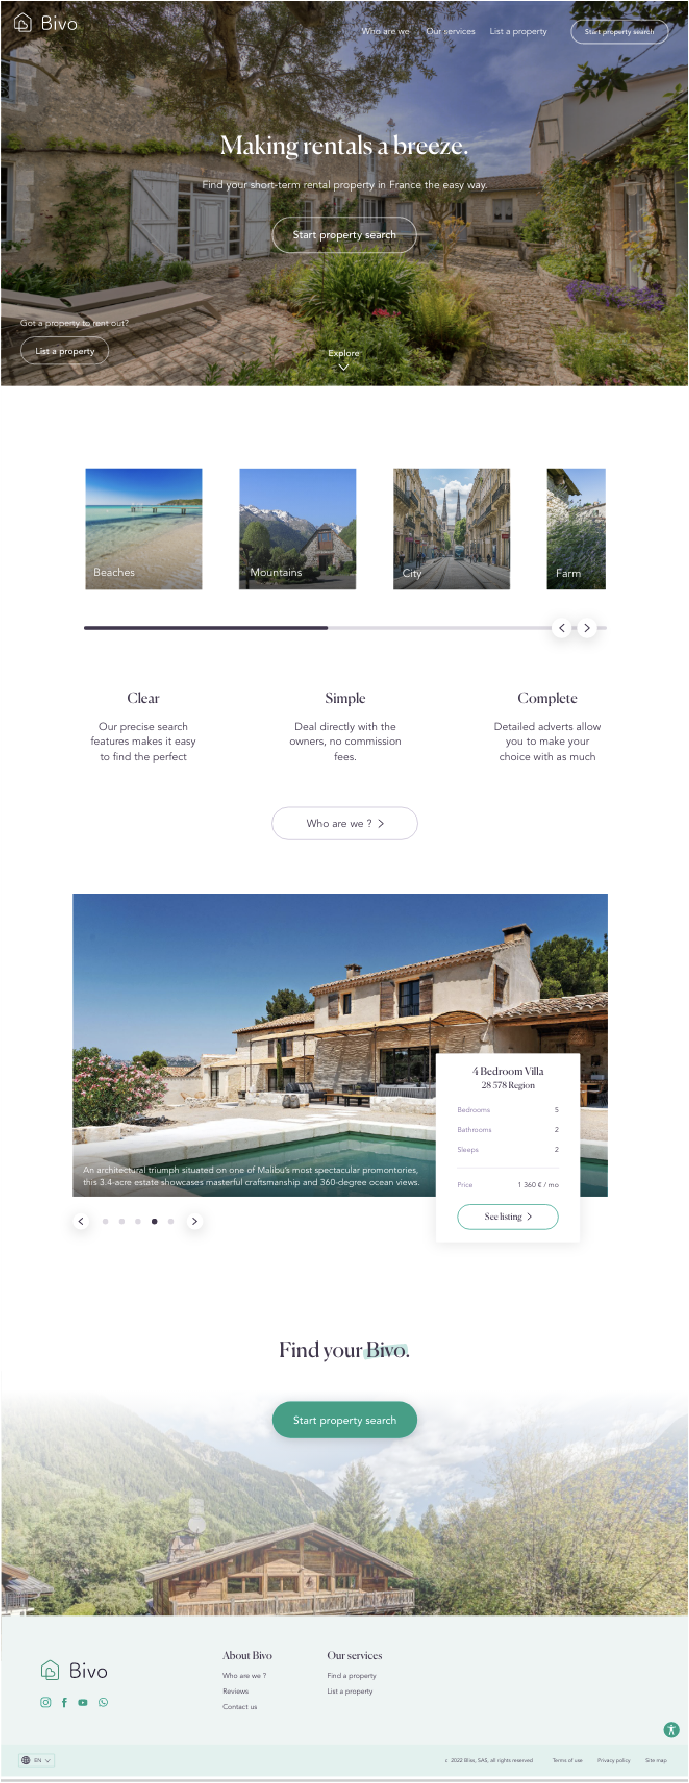 Bivo
Who are we
Our services
List a property
Start property search
Making rentals a breeze.
Find your short-term rental property in France the easy way.
Start property search
Got a property to rent out?
List a property
Explore
Beaches
Mountains
City
Farm
Clear
Our precise search
features makes it easy
to find the perfect
Simple
Deal directly with the
owners, no commission
fees.
Complete
Detailed adverts allow
you to make your
choice with as much
Who are we ?
4 Bedroom Villa
28 578 Region
Bedrooms 5
Bathrooms 2
Sleeps 2
Price 1 360 € / mo
See listing
An architectural triumph situated on one of Malibu's most spectacular promontories,
this 3.4-acre estate showcases masterful craftsmanship and 360-degree ocean views.
Find your Bivo.
Start property search
Bivo
About Bivo
Who are we ?
Reviews
Contact us
Our services
Find a property
List a property
EN
c. 2022 Blias, SAS, all rights reserved
Terms of use
Privacy policy
Site map